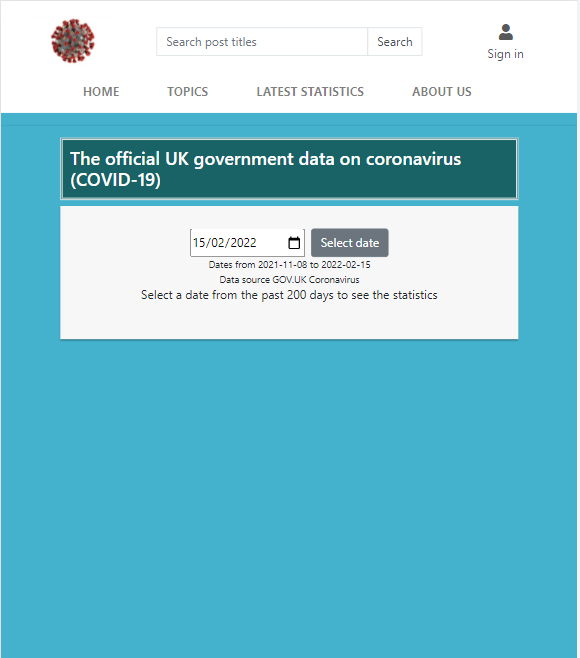 Search post titles
Search
Sign in
HOME
TOPICS
LATEST STATISTICS
ABOUT US
The official UK government data on coronavirus
(COVID-19)
15/02/2022
Select date
Dates from 2021-11-08 to 2022-02-15
Data source GOV.UK Coronavirus
Select a date from the past 200 days to see the statistics